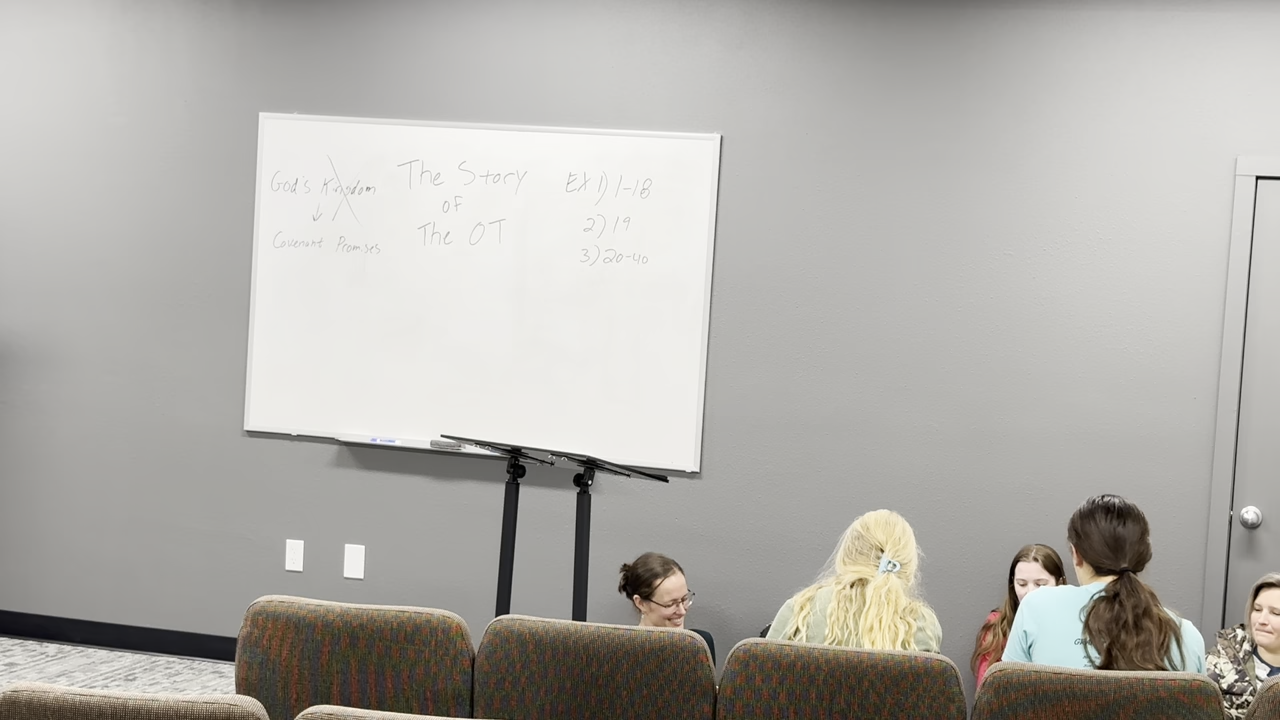 God's Kingdom
↓
Covenant Promises
The Story
of
The OT
EX 1) 1-18
2) 19
3) 20-40